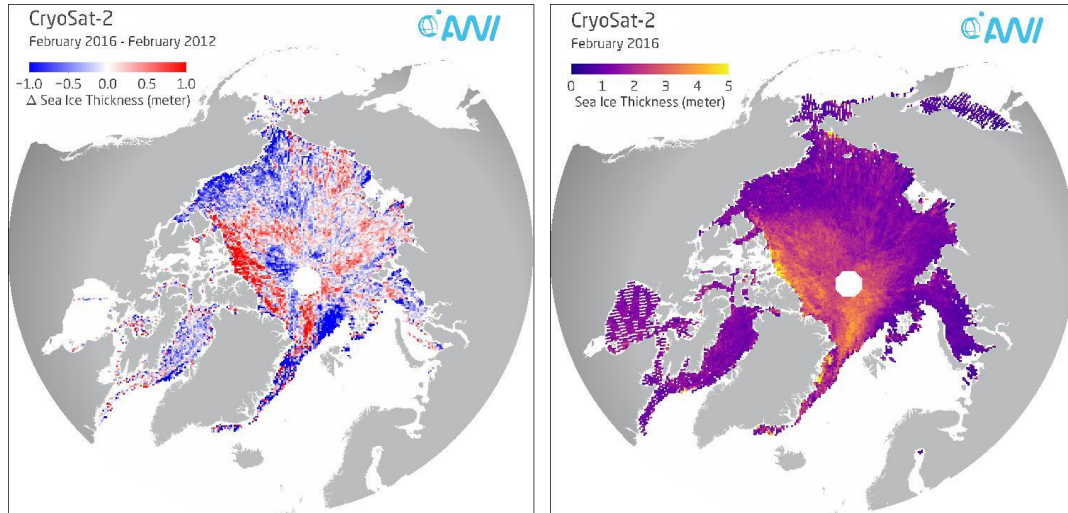 CryoSat-2
AWI
February 2016 - February 2012
−1.0 −0.5 0.0 0.5 1.0
Δ Sea Ice Thickness (meter)
CryoSat-2
AWI
February 2016
0 1 2 3 4 5
Sea Ice Thickness (meter)